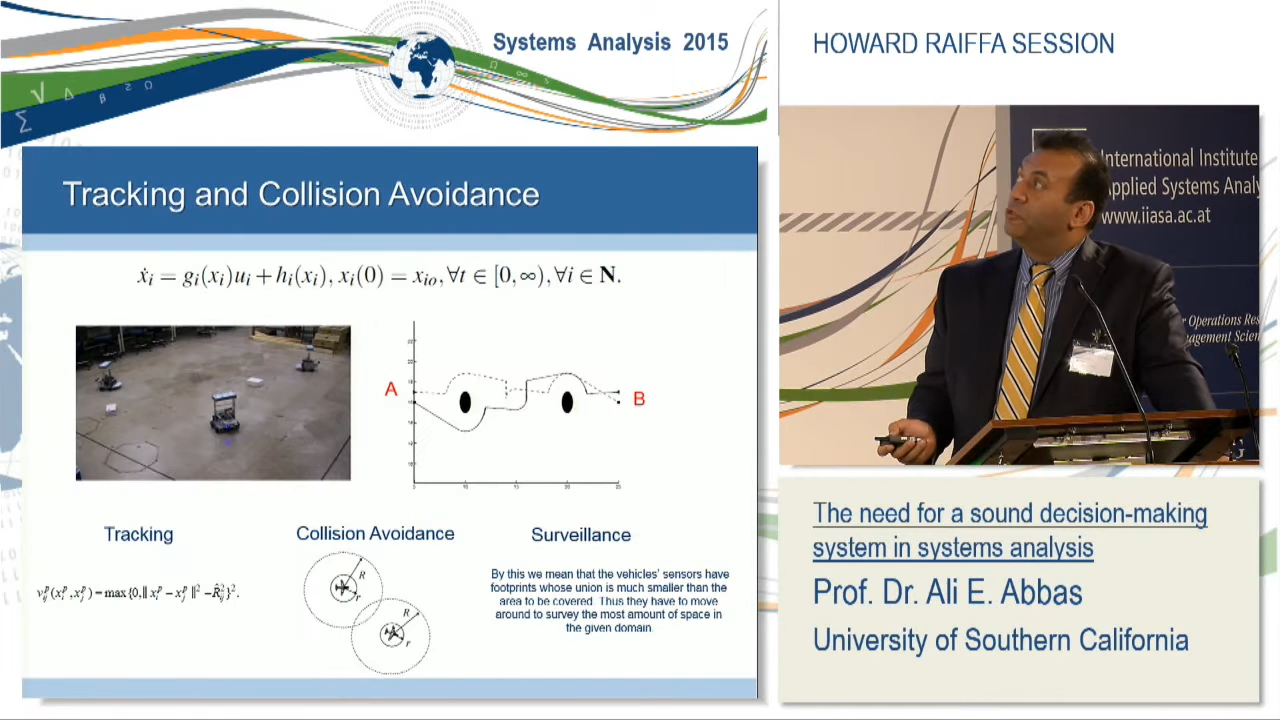 Systems Analysis 2015
HOWARD RAIFFA SESSION
Tracking and Collision Avoidance
ẋᵢ = gᵢ(xᵢ)uᵢ + hᵢ(xᵢ), xᵢ(0) = xᵢₒ, ∀t ∈ [0, ∞), ∀i ∈ N.
A
B
Tracking
Collision Avoidance
Surveillance
R
r
R
r
By this we mean that the vehicles' sensors have
footprints whose union is much smaller than the
area to be covered. Thus they have to move
around to survey the most amount of space in
the given domain.
International Institute
Applied Systems Analy
www.iiasa.ac.at
r Operations Res
nagement Scien
The need for a sound decision-making
system in systems analysis
Prof. Dr. Ali E. Abbas
University of Southern California